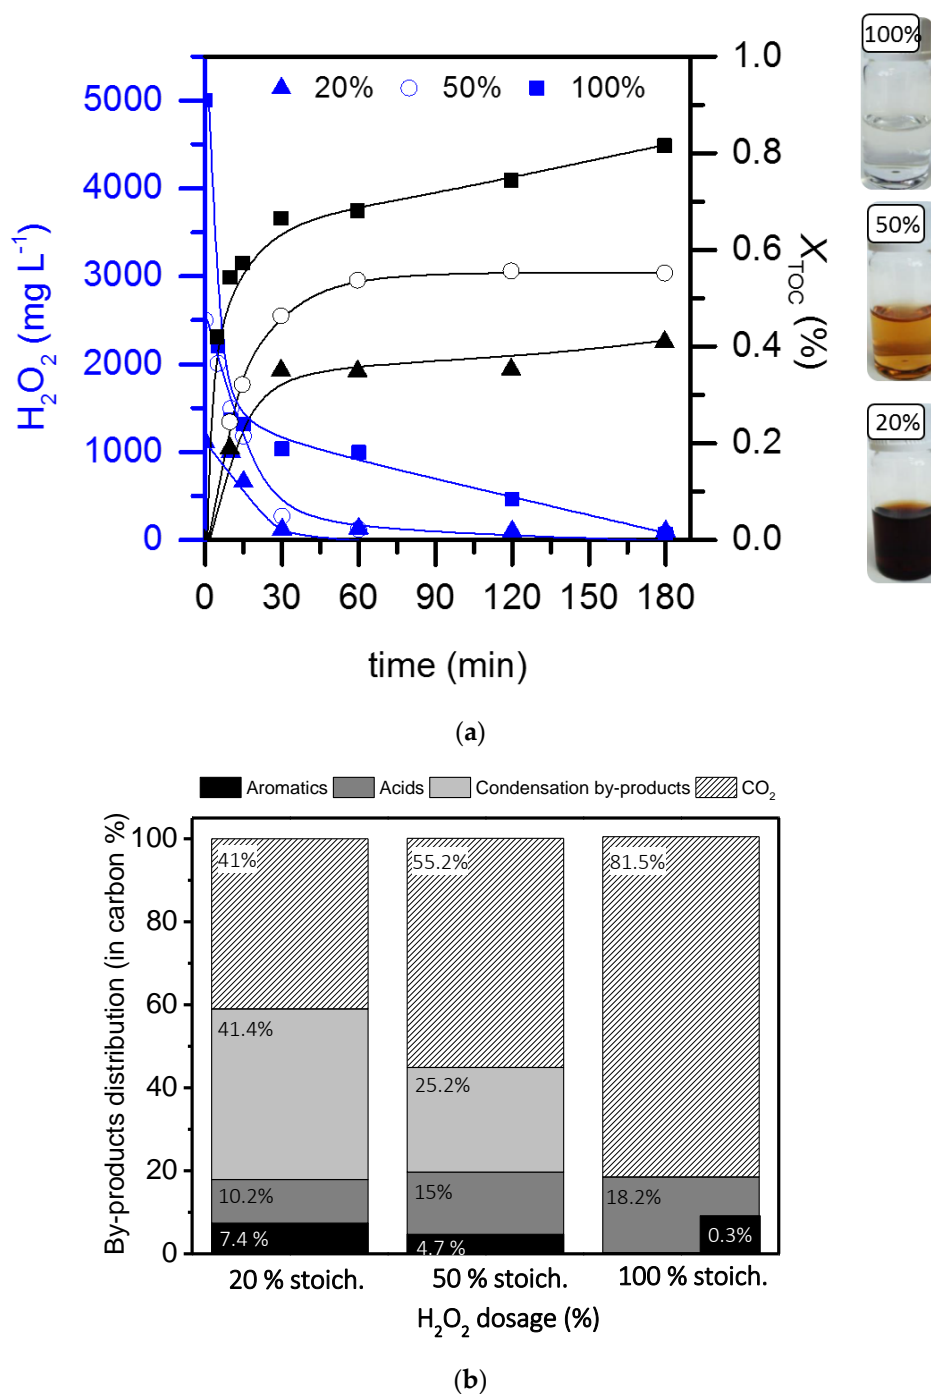 20% 50% 100%
5000
4000
3000
2000
1000
0
H₂O₂ (mg L⁻¹)
1.0
0.8
0.6
0.4
0.2
0.0
X_TOC (%)
0 30 60 90 120 150 180
time (min)
100%
50%
20%
(a)
Aromatics Acids Condensation by-products CO₂
By-products distribution (in carbon %)
100
80
60
40
20
0
41% 55.2% 81.5%
41.4% 25.2%
10.2% 15% 18.2%
7.4 % 4.7 % 0.3%
20 % stoich. 50 % stoich. 100 % stoich.
H₂O₂ dosage (%)
(b)